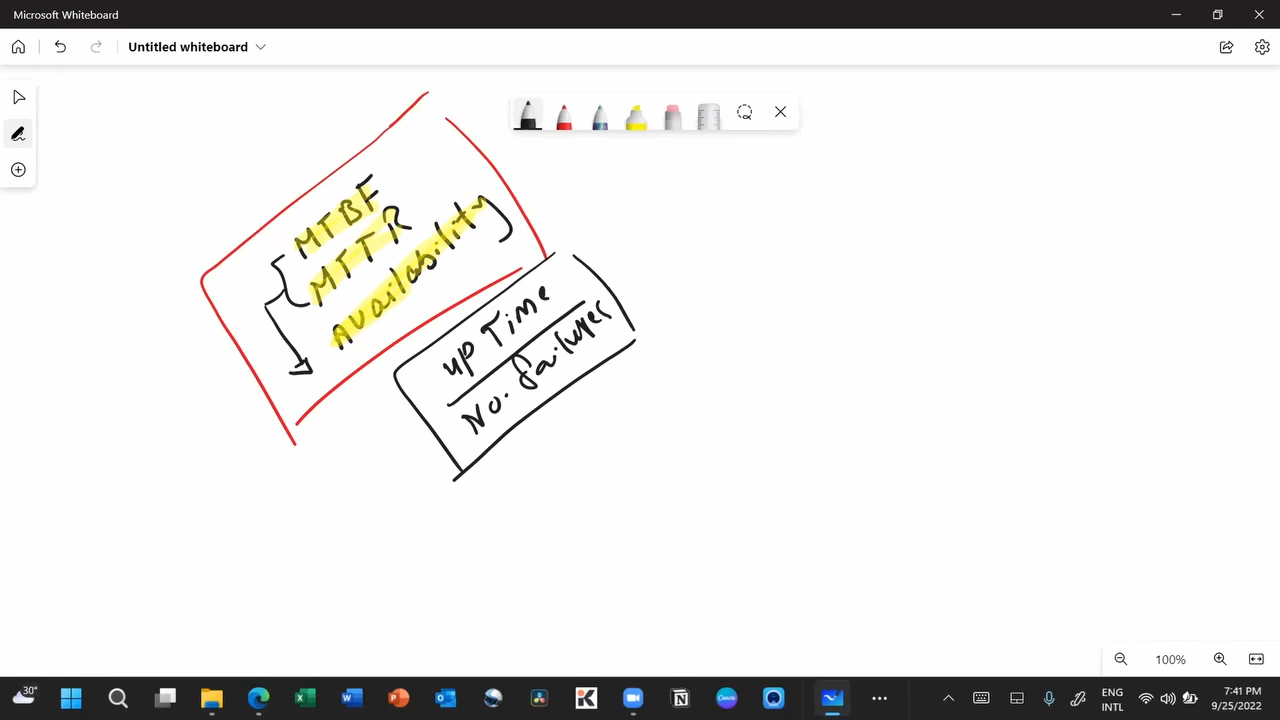 Microsoft Whiteboard
Untitled whiteboard
MTBF
MTTR
Availability
up Time
No. failures
100%
30°
ENG
INTL
7:41 PM
9/25/2022